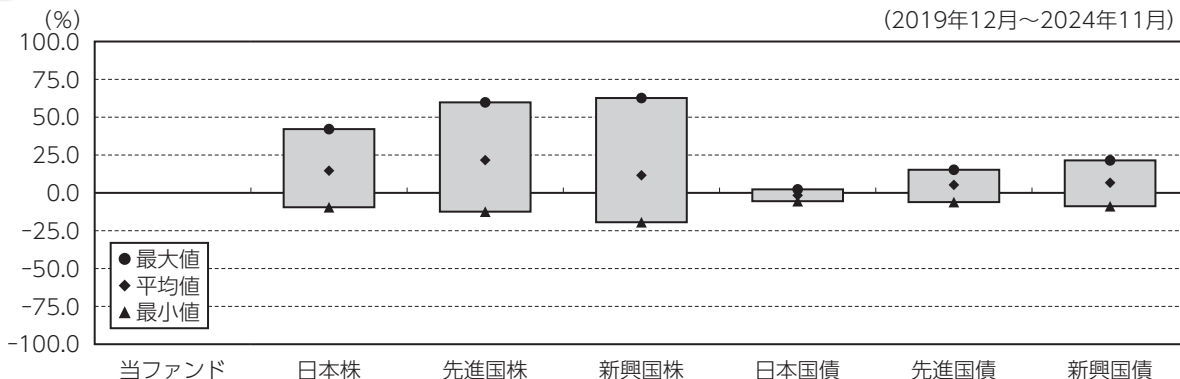 (%)
(2019年12月～2024年11月)
100.0
75.0
50.0
25.0
0.0
-25.0
-50.0
-75.0
-100.0
●最大値
◆平均値
▲最小値
当ファンド 日本株 先進国株 新興国株 日本国債 先進国債 新興国債